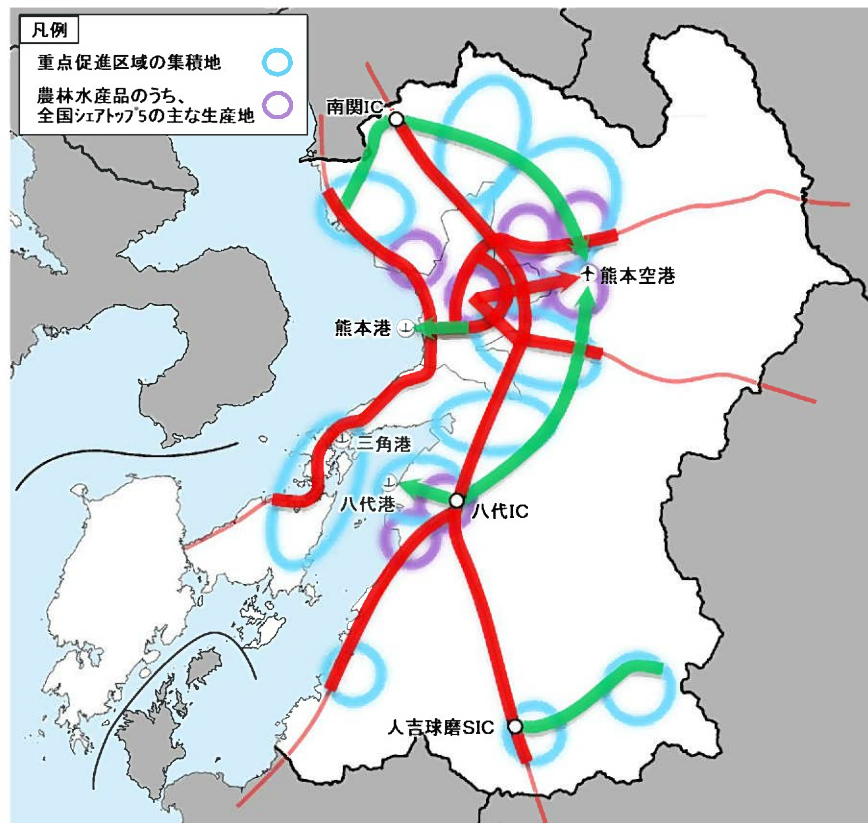 凡例
重点促進区域の集積地
農林水産品のうち、
全国シェアトップ5の主な生産地
南関IC
熊本空港
熊本港
三角港
八代港
八代IC
人吉球磨SIC